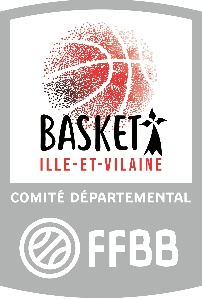 BASKET
ILLE-ET-VILAINE
COMITÉ DÉPARTEMENTAL
FFBB